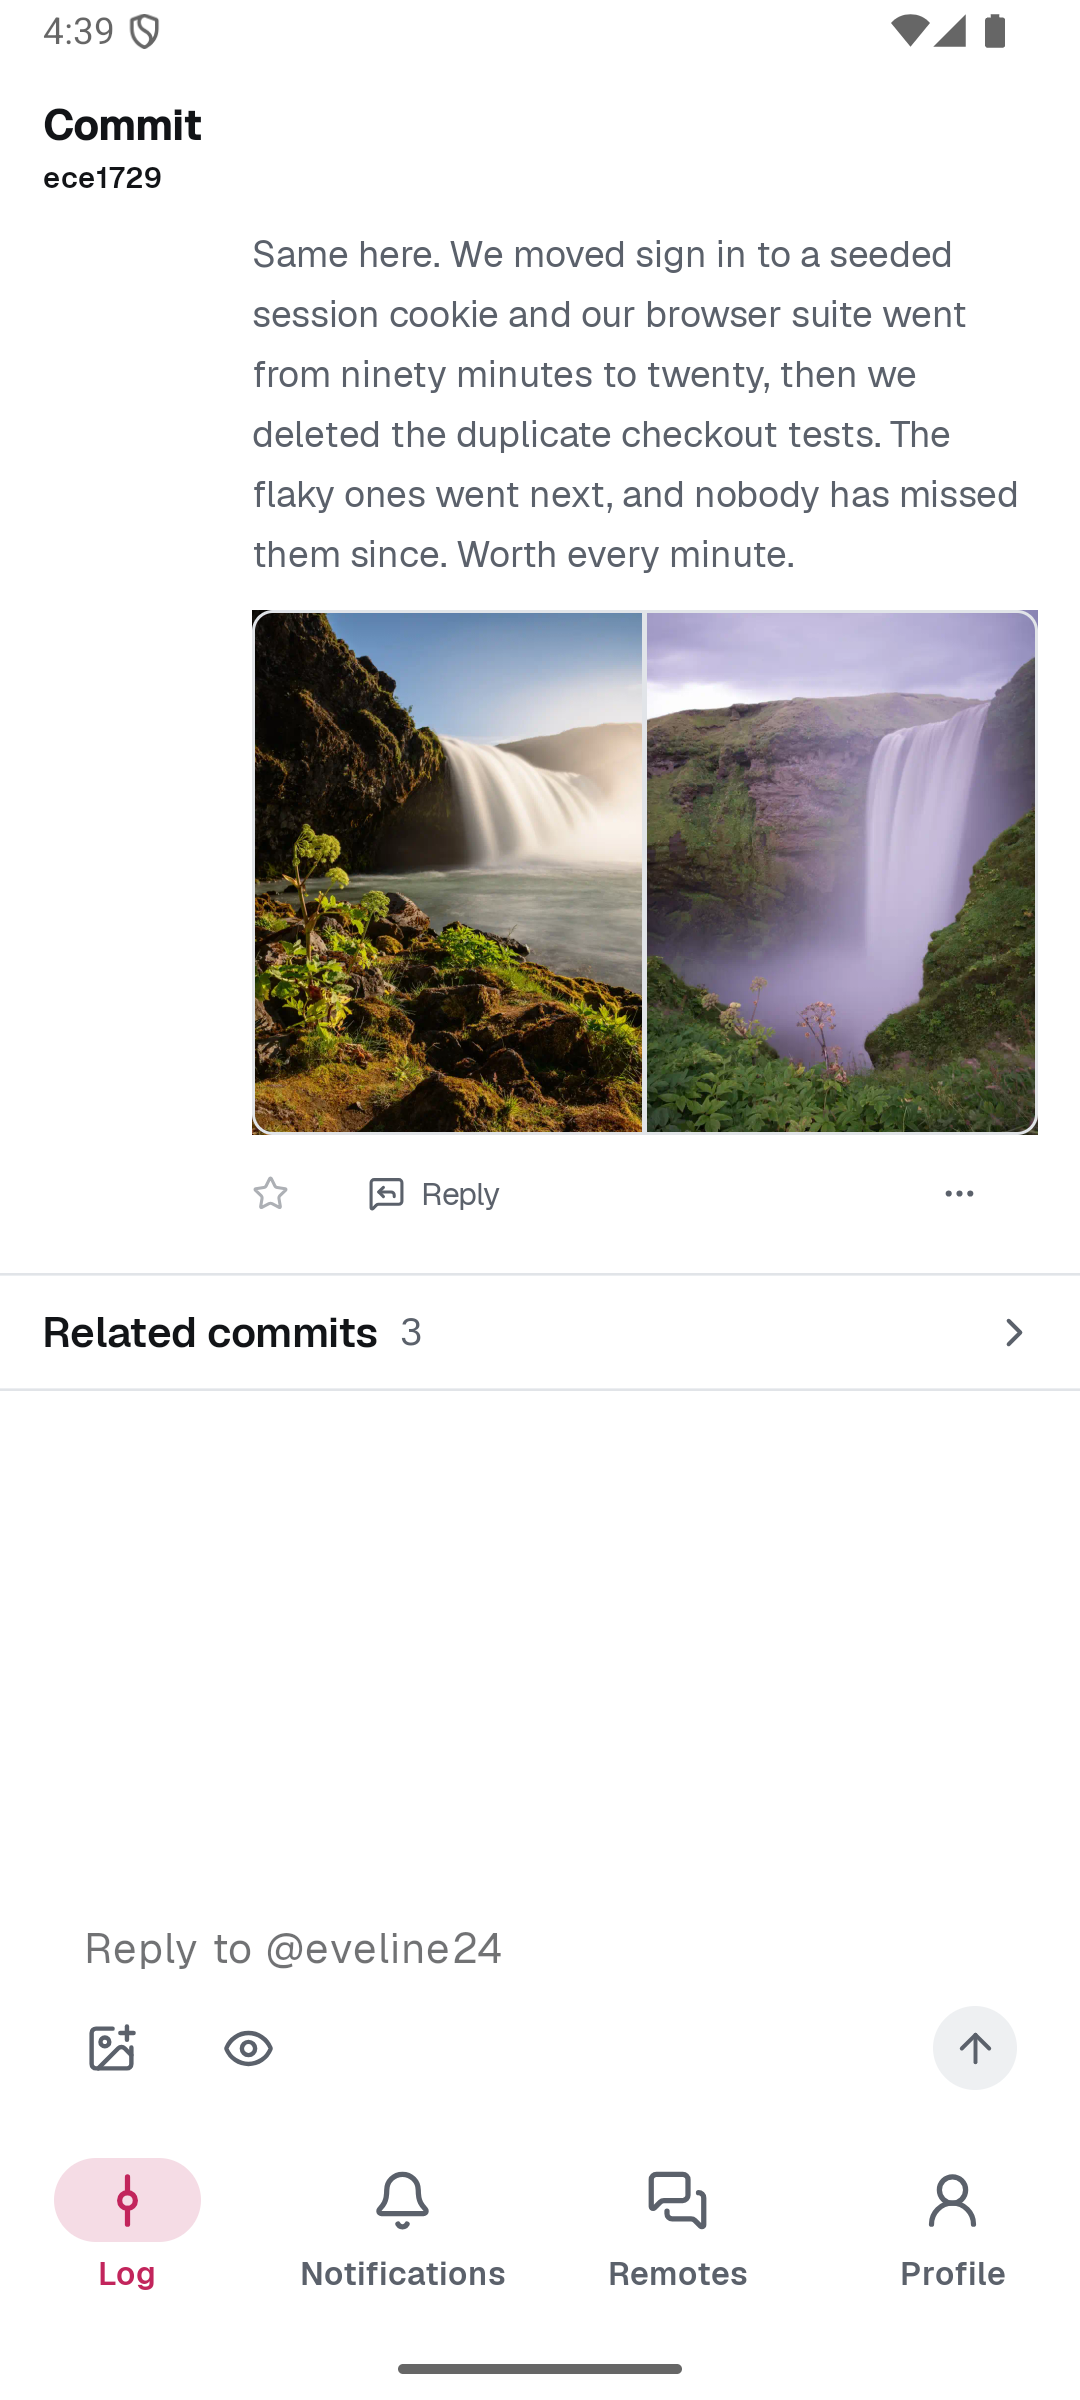 4:39
Commit
ece1729
Same here. We moved sign in to a seeded
session cookie and our browser suite went
from ninety minutes to twenty, then we
deleted the duplicate checkout tests. The
flaky ones went next, and nobody has missed
them since. Worth every minute.
Reply
Related commits 3
Reply to @eveline24
Log
Notifications
Remotes
Profile